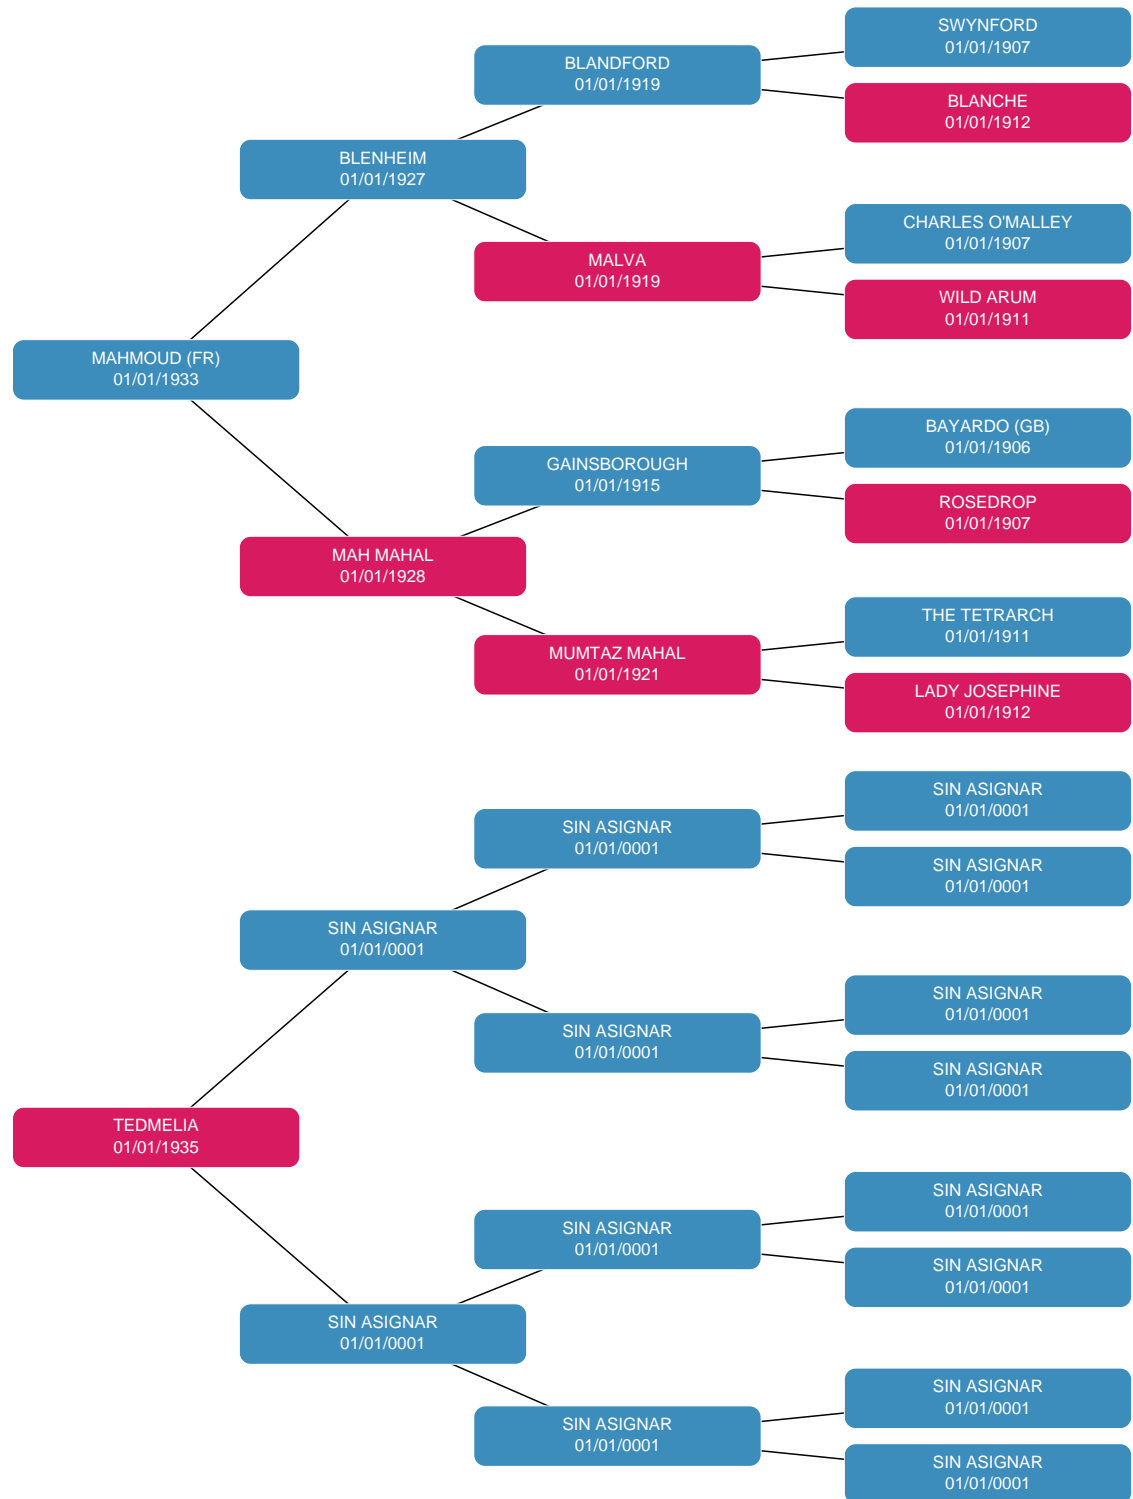 SWYNFORD
01/01/1907
BLANDFORD
01/01/1919
BLANCHE
01/01/1912
BLENHEIM
01/01/1927
CHARLES O'MALLEY
01/01/1907
MALVA
01/01/1919
WILD ARUM
01/01/1911
MAHMOUD (FR)
01/01/1933
BAYARDO (GB)
01/01/1906
GAINSBOROUGH
01/01/1915
ROSEDROP
01/01/1907
MAH MAHAL
01/01/1928
THE TETRARCH
01/01/1911
MUMTAZ MAHAL
01/01/1921
LADY JOSEPHINE
01/01/1912
SIN ASIGNAR
01/01/0001
SIN ASIGNAR
01/01/0001
SIN ASIGNAR
01/01/0001
SIN ASIGNAR
01/01/0001
SIN ASIGNAR
01/01/0001
SIN ASIGNAR
01/01/0001
SIN ASIGNAR
01/01/0001
TEDMELIA
01/01/1935
SIN ASIGNAR
01/01/0001
SIN ASIGNAR
01/01/0001
SIN ASIGNAR
01/01/0001
SIN ASIGNAR
01/01/0001
SIN ASIGNAR
01/01/0001
SIN ASIGNAR
01/01/0001
SIN ASIGNAR
01/01/0001